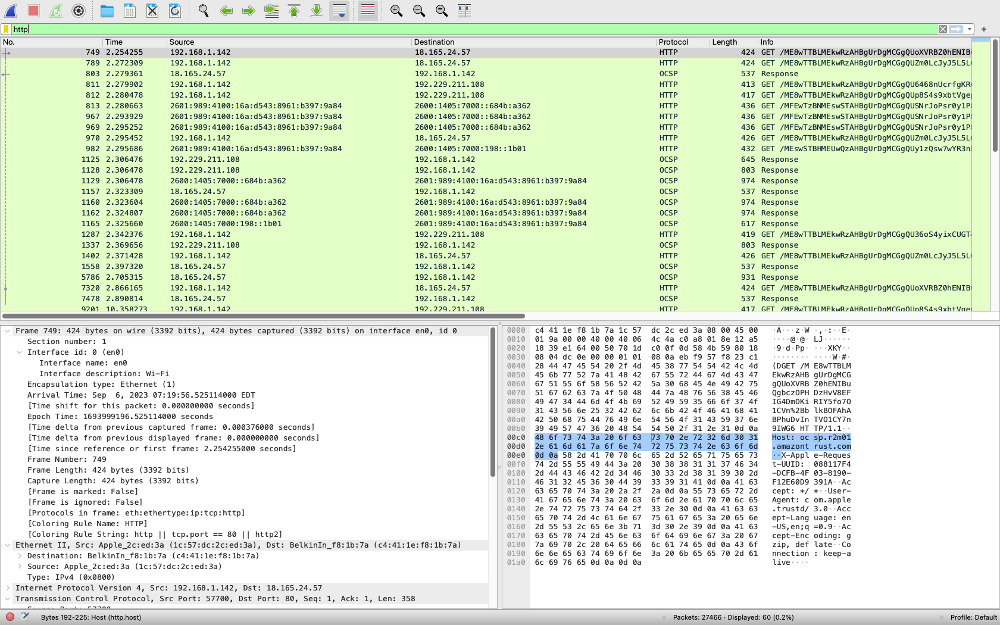 http
No. Time Source Destination Protocol Length Info
749 2.254255 192.168.1.142 18.165.24.57 HTTP 424 GET /ME8wTTBLMEkwRzAHBgUrDgMCGgQUoXVRBZ0hENIB
789 2.272309 192.168.1.142 18.165.24.57 HTTP 424 GET /ME8wTTBLMEkwRzAHBgUrDgMCGgQUZm0LcJyJ5L5L
803 2.279361 18.165.24.57 192.168.1.142 OCSP 537 Response
811 2.279902 192.168.1.142 192.229.211.108 HTTP 413 GET /ME8wTTBLMEkwRzAHBgUrDgMCGgQU6468nUcrfgKR
812 2.280478 192.168.1.142 192.229.211.108 HTTP 417 GET /ME8wTTBLMEkwRzAHBgUrDgMCGgQUp8S4s9xbtVgep
813 2.280663 2601:989:4100:16a:d543:8961:b397:9a84 2600:1405:7000::684b:a362 HTTP 436 GET /MFEwTzBNMEswSTAHBgUrDgMCGgQUSNrJoPsr0y1P
967 2.293929 2601:989:4100:16a:d543:8961:b397:9a84 2600:1405:7000::684b:a362 HTTP 436 GET /MFEwTzBNMEswSTAHBgUrDgMCGgQUSNrJoPsr0y1P
969 2.295252 2601:989:4100:16a:d543:8961:b397:9a84 2600:1405:7000::684b:a362 HTTP 436 GET /MFEwTzBNMEswSTAHBgUrDgMCGgQUSNrJoPsr0y1P
970 2.295452 192.168.1.142 18.165.24.57 HTTP 426 GET /ME8wTTBLMEkwRzAHBgUrDgMCGgQUZm0LcJyJ5L5L
982 2.295686 2601:989:4100:16a:d543:8961:b397:9a84 2600:1405:7000:198::1b01 HTTP 432 GET /MEswSTBHMEUwQzAHBgUrDgMCGgQUy1zQsw7wYR3n
1125 2.306476 192.229.211.108 192.168.1.142 OCSP 645 Response
1128 2.306478 192.229.211.108 192.168.1.142 OCSP 803 Response
1129 2.306478 2600:1405:7000::684b:a362 2601:989:4100:16a:d543:8961:b397:9a84 OCSP 974 Response
1157 2.323309 18.165.24.57 192.168.1.142 OCSP 537 Response
1160 2.323604 2600:1405:7000::684b:a362 2601:989:4100:16a:d543:8961:b397:9a84 OCSP 974 Response
1162 2.324807 2600:1405:7000::684b:a362 2601:989:4100:16a:d543:8961:b397:9a84 OCSP 974 Response
1165 2.325660 2600:1405:7000:198::1b01 2601:989:4100:16a:d543:8961:b397:9a84 OCSP 617 Response
1287 2.342376 192.168.1.142 192.229.211.108 HTTP 419 GET /ME8wTTBLMEkwRzAHBgUrDgMCGgQU36oS4yixCUGT
1337 2.369656 192.229.211.108 192.168.1.142 OCSP 803 Response
1402 2.371428 192.168.1.142 18.165.24.57 HTTP 426 GET /ME8wTTBLMEkwRzAHBgUrDgMCGgQUZm0LcJyJ5L5L
1558 2.397320 18.165.24.57 192.168.1.142 OCSP 537 Response
5786 2.705315 18.165.24.57 192.168.1.142 OCSP 931 Response
7320 2.866165 192.168.1.142 18.165.24.57 HTTP 424 GET /ME8wTTBLMEkwRzAHBgUrDgMCGgQUoXVRBZ0hENIB
7478 2.890814 18.165.24.57 192.168.1.142 OCSP 537 Response
9201 10.358273 192.168.1.142 192.229.211.108 HTTP 417 GET /ME8wTTBLMEkwRzAHBgUrDgMCGgQUp8S4s9xbtVge
Frame 749: 424 bytes on wire (3392 bits), 424 bytes captured (3392 bits) on interface en0, id 0
Section number: 1
Interface id: 0 (en0)
Interface name: en0
Interface description: Wi-Fi
Encapsulation type: Ethernet (1)
Arrival Time: Sep  6, 2023 07:19:56.525114000 EDT
[Time shift for this packet: 0.000000000 seconds]
Epoch Time: 1693999196.525114000 seconds
[Time delta from previous captured frame: 0.000376000 seconds]
[Time delta from previous displayed frame: 0.000000000 seconds]
[Time since reference or first frame: 2.254255000 seconds]
Frame Number: 749
Frame Length: 424 bytes (3392 bits)
Capture Length: 424 bytes (3392 bits)
[Frame is marked: False]
[Frame is ignored: False]
[Protocols in frame: eth:ethertype:ip:tcp:http]
[Coloring Rule Name: HTTP]
[Coloring Rule String: http || tcp.port == 80 || http2]
Ethernet II, Src: Apple_2c:ed:3a (1c:57:dc:2c:ed:3a), Dst: BelkinIn_f8:1b:7a (c4:41:1e:f8:1b:7a)
Destination: BelkinIn_f8:1b:7a (c4:41:1e:f8:1b:7a)
Source: Apple_2c:ed:3a (1c:57:dc:2c:ed:3a)
Type: IPv4 (0x0800)
Internet Protocol Version 4, Src: 192.168.1.142, Dst: 18.165.24.57
Transmission Control Protocol, Src Port: 57700, Dst Port: 80, Seq: 1, Ack: 1, Len: 358
0000 c4 41 1e f8 1b 7a 1c 57 dc 2c ed 3a 08 00 45 00 ·A···z·W ·,·:··E·
0010 01 9a 00 00 40 00 40 06 4c 4a c0 a8 01 8e 12 a5 ····@·@· LJ······
0020 18 39 e1 64 00 50 70 1d c0 0f 0d 58 4b 59 80 18 ·9·d·Pp· ···XKY··
0030 08 04 dc 0e 00 00 01 01 08 0a eb f9 57 f8 23 c1 ········ ····W·#·
0040 28 44 47 45 54 20 2f 4d 45 38 77 54 54 42 4c 4d (DGET /M E8wTTBLM
0050 45 6b 77 52 7a 41 48 42 67 55 72 44 67 4d 43 47 EkwRzAHB gUrDgMCG
0060 67 51 55 6f 58 56 52 42 5a 30 68 45 4e 49 42 75 gQUoXVRB Z0hENIBu
0070 51 67 62 63 7a 4f 50 48 44 7a 48 76 56 38 45 46 QgbczOPH DzHvV8EF
0080 49 47 34 44 6d 4f 4b 69 52 49 59 35 66 6f 37 4f IG4DmOKi RIY5fo7O
0090 31 43 56 6e 25 32 42 62 6c 6b 42 4f 46 41 68 41 1CVn%2Bb lkBOFAhA
00a0 42 50 68 75 44 76 49 6e 54 56 4f 31 43 59 37 6e BPhuDvIn TVO1CY7n
00b0 39 49 57 47 36 20 48 54 54 50 2f 31 2e 31 0d 0a 9IWG6 HT TP/1.1··
00c0 48 6f 73 74 3a 20 6f 63 73 70 2e 72 32 6d 30 31 Host: oc sp.r2m01
00d0 2e 61 6d 61 7a 6f 6e 74 72 75 73 74 2e 63 6f 6d .amazont rust.com
00e0 0d 0a 58 2d 41 70 70 6c 65 2d 52 65 71 75 65 73 ··X-Appl e-Reques
00f0 74 2d 55 55 49 44 3a 20 30 38 38 31 31 37 46 34 t-UUID:  088117F4
0100 2d 44 43 46 42 2d 34 46 30 33 2d 38 31 39 30 2d -DCFB-4F 03-8190-
0110 46 31 32 45 36 30 44 39 33 39 31 41 0d 0a 41 63 F12E60D9 391A··Ac
0120 63 65 70 74 3a 20 2a 2f 2a 0d 0a 55 73 65 72 2d cept: */ *··User-
0130 41 67 65 6e 74 3a 20 63 6f 6d 2e 61 70 70 6c 65 Agent: c om.apple
0140 2e 74 72 75 73 74 64 2f 33 2e 30 0d 0a 41 63 63 .trustd/ 3.0··Acc
0150 65 70 74 2d 4c 61 6e 67 75 61 67 65 3a 20 65 6e ept-Lang uage: en
0160 2d 55 53 2c 65 6e 3b 71 3d 30 2e 39 0d 0a 41 63 -US,en;q =0.9··Ac
0170 63 65 70 74 2d 45 6e 63 6f 64 69 6e 67 3a 20 67 cept-Enc oding: g
0180 7a 69 70 2c 20 64 65 66 6c 61 74 65 0d 0a 43 6f zip, def late··Co
0190 6e 6e 65 63 74 69 6f 6e 3a 20 6b 65 65 70 2d 61 nnection : keep-a
01a0 6c 69 76 65 0d 0a 0d 0a live····
Bytes 192-225: Host (http.host) Packets: 27466 · Displayed: 60 (0.2%) Profile: Default